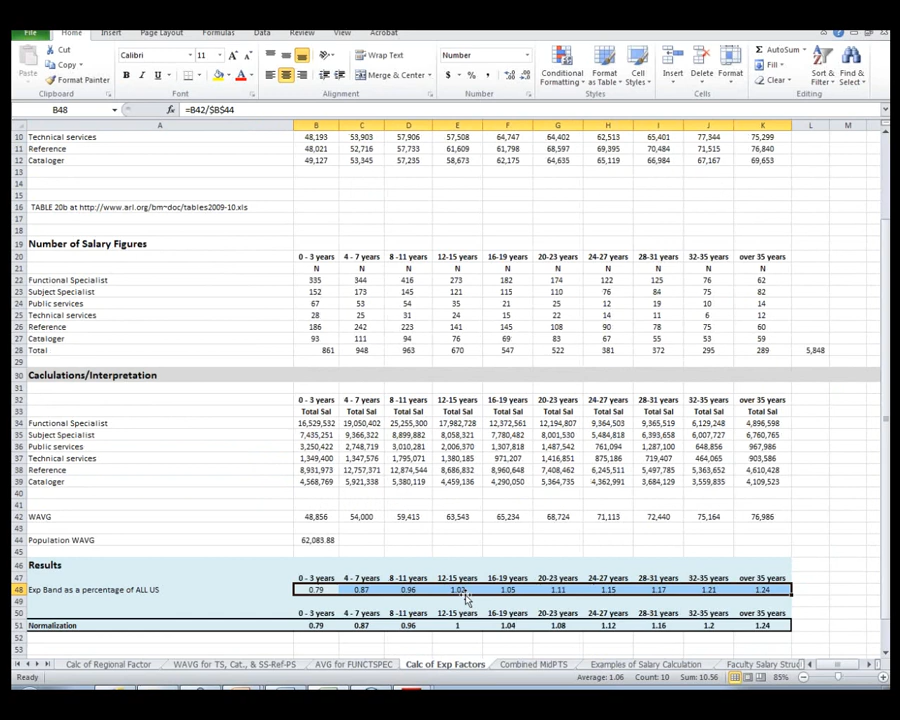 File Home Insert Page Layout Formulas Data Review View Acrobat
Cut Calibri 11 Wrap Text Number AutoSum
Copy Fill
Paste Format Painter B I U Merge & Center $ % , Conditional Formatting Format as Table Cell Styles Insert Delete Format Clear Sort & Filter Find & Select
Clipboard Font Alignment Number Styles Cells Editing
B48 fx =B42/$B$44
A B C D E F G H I J K L M
10 Technical services 48,193 53,903 57,906 61,426 64,747 64,402 62,513 65,401 77,344 75,299
11 Reference 48,021 52,716 57,733 61,609 61,798 68,597 69,395 70,484 71,515 76,840
12 Cataloger 49,127 53,345 57,235 58,673 62,175 64,635 65,119 66,984 67,167 69,653
13
14
15
16 TABLE 20b at http://www.arl.org/bm~doc/tables2009-10.xls
17
18
19 Number of Salary Figures
20 0 - 3 years 4 - 7 years 8 -11 years 12-15 years 16-19 years 20-23 years 24-27 years 28-31 years 32-35 years over 35 years
21 N N N N N N N N N N
22 Functional Specialist 335 344 416 273 182 174 122 125 76 62
23 Subject Specialist 152 173 145 121 115 110 76 84 75 82
24 Public services 67 53 54 35 21 25 12 19 10 14
25 Technical services 28 25 31 24 15 22 14 11 6 12
26 Reference 186 242 223 141 145 108 90 78 75 60
27 Cataloger 93 111 94 76 69 83 67 55 53 59
28 Total 861 948 963 670 547 522 381 372 295 289 5,848
29
30 Caclulations/Interpretation
31
32 0 - 3 years 4 - 7 years 8 -11 years 12-15 years 16-19 years 20-23 years 24-27 years 28-31 years 32-35 years over 35 years
33 Total Sal Total Sal Total Sal Total Sal Total Sal Total Sal Total Sal Total Sal Total Sal Total Sal
34 Functional Specialist 16,529,532 19,050,402 25,255,300 17,982,728 12,372,561 12,194,807 9,364,503 9,365,519 6,129,248 4,896,598
35 Subject Specialist 7,435,251 9,366,322 8,899,882 8,058,321 7,780,482 8,001,530 5,484,818 6,393,658 6,007,727 6,760,765
36 Public services 3,250,422 2,748,719 3,010,281 2,006,370 1,307,818 1,487,542 761,094 1,287,100 648,856 967,986
37 Technical services 1,349,400 1,347,576 1,795,071 1,380,185 971,207 1,416,851 875,186 719,407 464,065 903,586
38 Reference 8,931,973 12,757,371 12,874,544 8,686,832 8,960,648 7,408,462 6,245,511 5,497,785 5,363,652 4,610,428
39 Cataloger 4,568,769 5,921,338 5,380,119 4,459,136 4,290,050 5,364,735 4,362,991 3,684,129 3,559,835 4,109,523
40
41
42 WAVG 48,856 54,000 59,413 63,543 65,234 68,724 71,113 72,440 75,164 76,986
44 Population WAVG 62,083.88
45
46 Results
47 0 - 3 years 4 - 7 years 8 -11 years 12-15 years 16-19 years 20-23 years 24-27 years 28-31 years 32-35 years over 35 years
48 Exp Band as a percentage of ALL US 0.79 0.87 0.96 1.02 1.05 1.11 1.15 1.17 1.21 1.24
49
50 0 - 3 years 4 - 7 years 8 -11 years 12-15 years 16-19 years 20-23 years 24-27 years 28-31 years 32-35 years over 35 years
51 Normalization 0.79 0.87 0.96 1 1.04 1.08 1.12 1.16 1.2 1.24
52
53
Calc of Regional Factor WAVG for TS, Cat., & SS-Ref-PS AVG for FUNCTSPEC Calc of Exp Factors Combined MidPTS Examples of Salary Calculation Faculty Salary Struc
Ready Average: 1.06 Count: 10 Sum: 10.56 85%